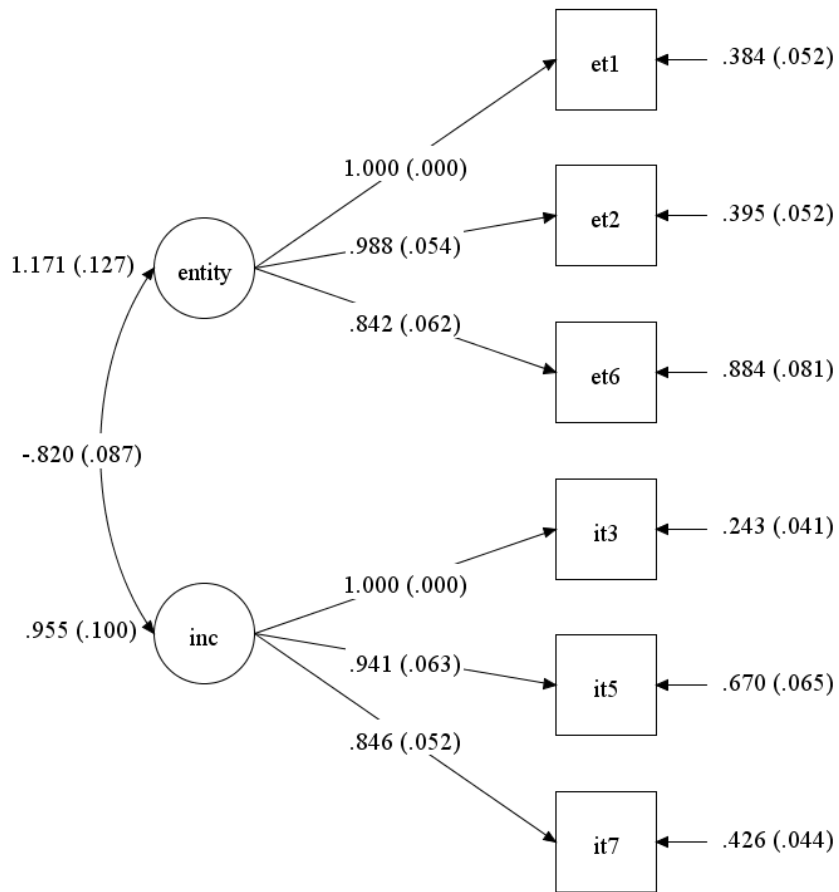 et1
.384 (.052)
1.000 (.000)
et2
.395 (.052)
.988 (.054)
1.171 (.127)
entity
.842 (.062)
et6
.884 (.081)
-.820 (.087)
it3
.243 (.041)
1.000 (.000)
.955 (.100)
inc
.941 (.063)
it5
.670 (.065)
.846 (.052)
it7
.426 (.044)